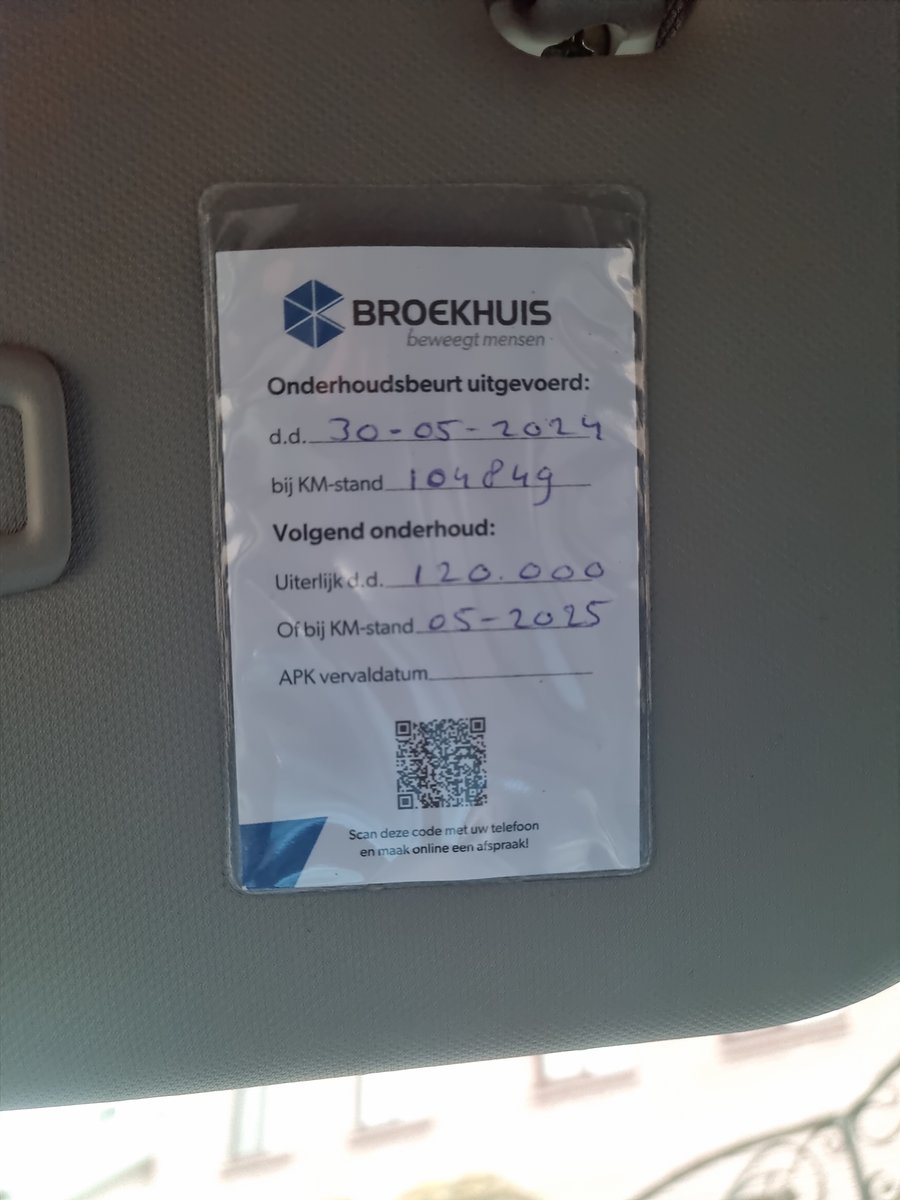 BROEKHUIS
beweegt mensen
Onderhoudsbeurt uitgevoerd:
d.d. 30-05-2024
bij KM-stand 104849
Volgend onderhoud:
Uiterlijk d.d. 120.000
Of bij KM-stand 05-2025
APK vervaldatum
Scan deze code met uw telefoon
en maak online een afspraak!